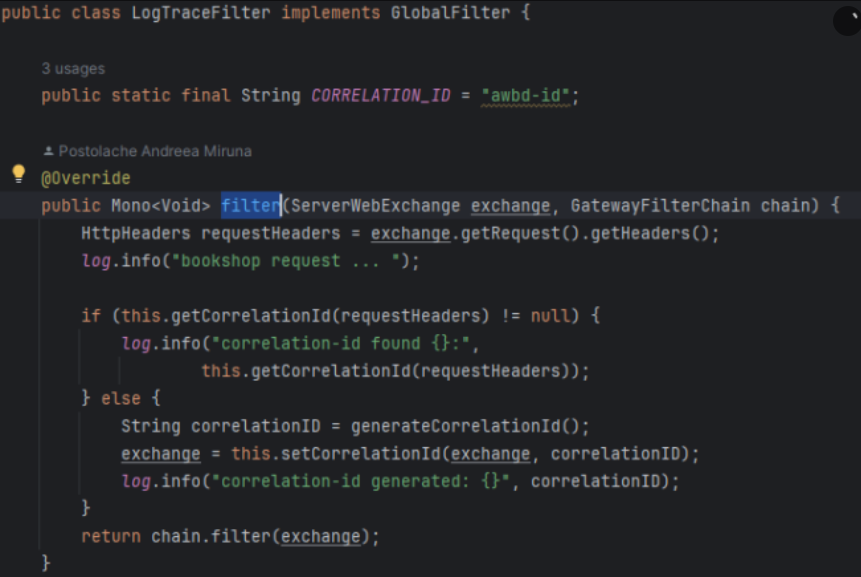 public class LogTraceFilter implements GlobalFilter {
3 usages
public static final String CORRELATION_ID = "awbd-id";
Postolache Andreea Miruna
@Override
public Mono<Void> filter(ServerWebExchange exchange, GatewayFilterChain chain) {
HttpHeaders requestHeaders = exchange.getRequest().getHeaders();
log.info("bookshop request ... ");
if (this.getCorrelationId(requestHeaders) != null) {
log.info("correlation-id found {}:",
this.getCorrelationId(requestHeaders));
} else {
String correlationID = generateCorrelationId();
exchange = this.setCorrelationId(exchange, correlationID);
log.info("correlation-id generated: {}", correlationID);
}
return chain.filter(exchange);
}